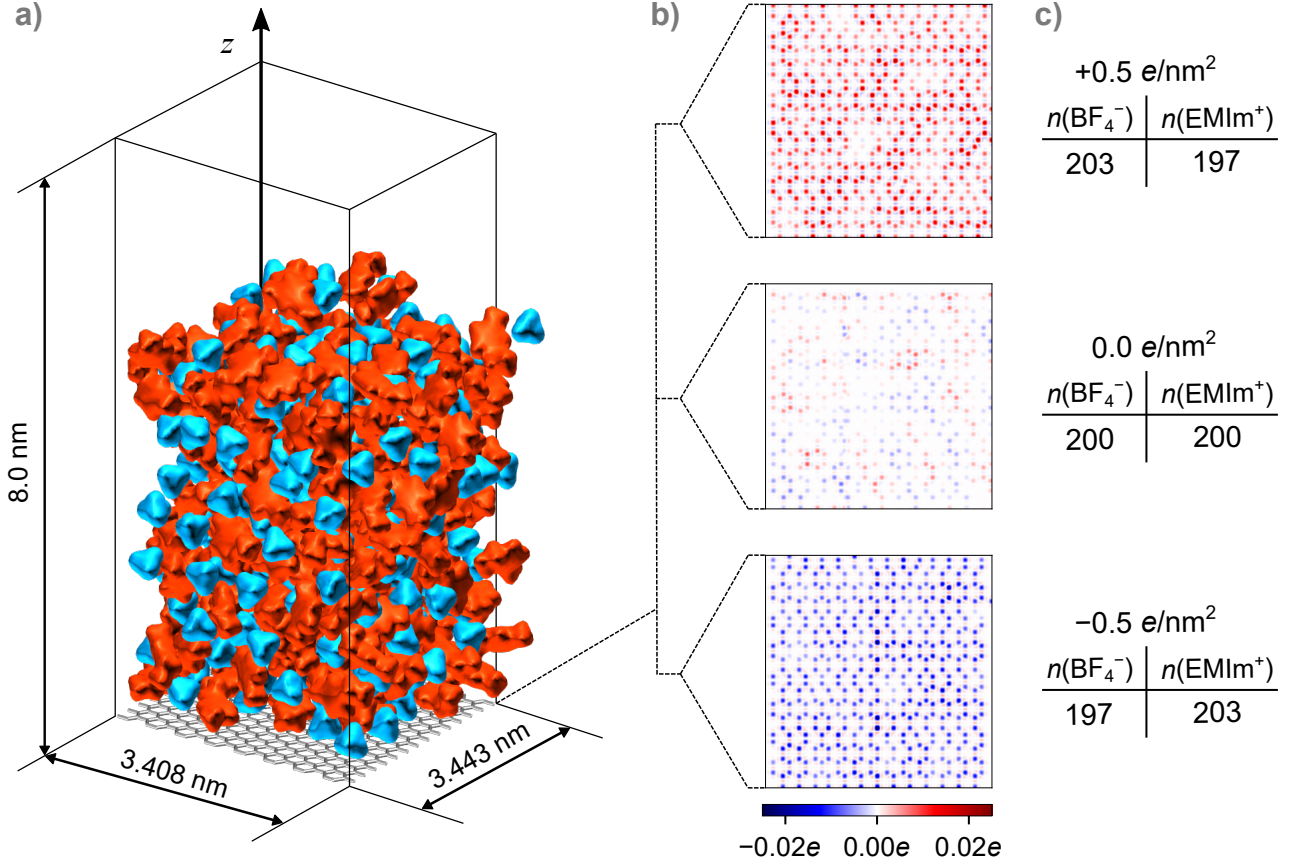 a)
z
8.0 nm
3.408 nm
3.443 nm
b)
−0.02e 0.00e 0.02e
c)
+0.5 e/nm²
n(BF₄⁻) n(EMIm⁺)
203 197
0.0 e/nm²
n(BF₄⁻) n(EMIm⁺)
200 200
−0.5 e/nm²
n(BF₄⁻) n(EMIm⁺)
197 203